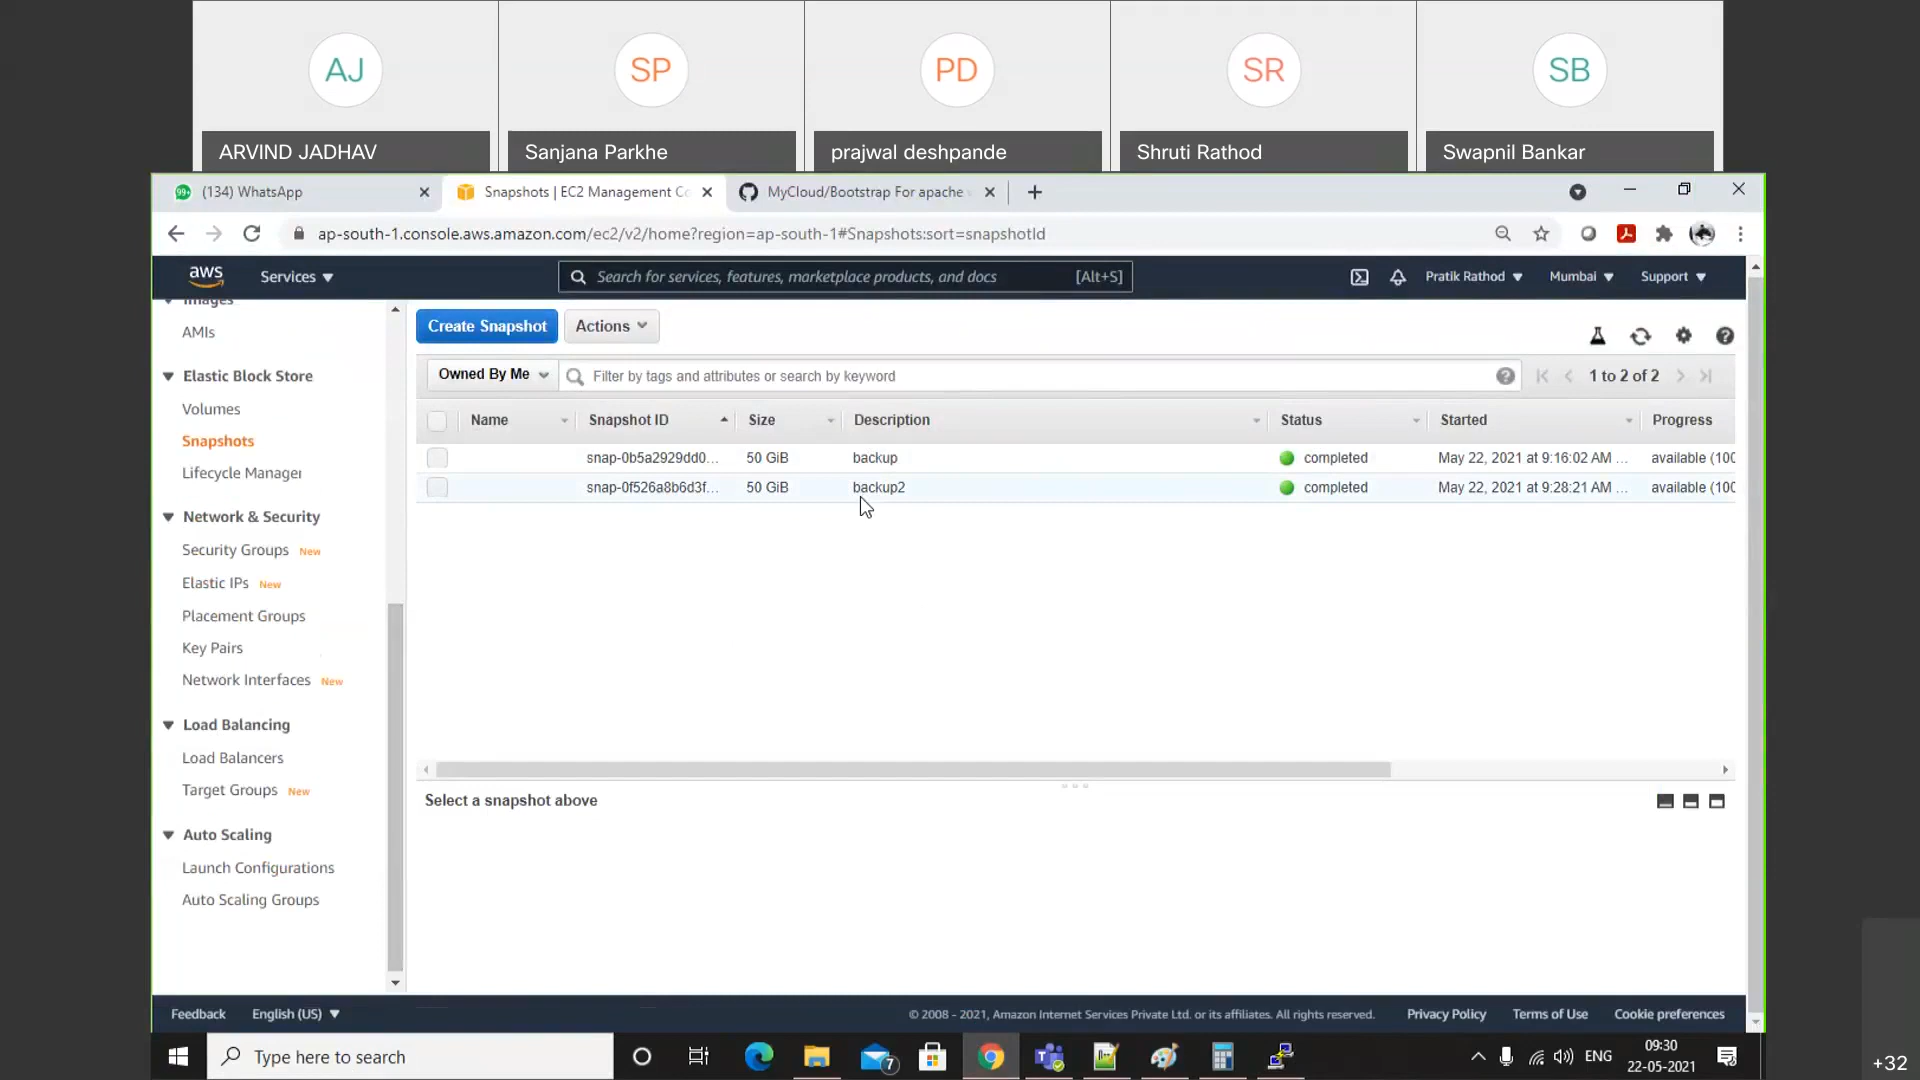 AJ
SP
PD
SR
SB
ARVIND JADHAV
Sanjana Parkhe
prajwal deshpande
Shruti Rathod
Swapnil Bankar
99+
(134) WhatsApp
Snapshots | EC2 Management Co
MyCloud/Bootstrap For apache
ap-south-1.console.aws.amazon.com/ec2/v2/home?region=ap-south-1#Snapshots:sort=snapshotId
aws
Services
Search for services, features, marketplace products, and docs
[Alt+S]
Pratik Rathod
Mumbai
Support
Images
AMIs
Elastic Block Store
Volumes
Snapshots
Lifecycle Manager
Network & Security
Security Groups New
Elastic IPs New
Placement Groups
Key Pairs
Network Interfaces New
Load Balancing
Load Balancers
Target Groups New
Auto Scaling
Launch Configurations
Auto Scaling Groups
Create Snapshot
Actions
Owned By Me
Filter by tags and attributes or search by keyword
1 to 2 of 2
Name Snapshot ID Size Description Status Started Progress
snap-0b5a2929dd0... 50 GiB backup completed May 22, 2021 at 9:16:02 AM ... available (100
snap-0f526a8b6d3f... 50 GiB backup2 completed May 22, 2021 at 9:28:21 AM ... available (100
Select a snapshot above
Feedback
English (US)
© 2008 - 2021, Amazon Internet Services Private Ltd. or its affiliates. All rights reserved.
Privacy Policy
Terms of Use
Cookie preferences
Type here to search
7
ENG
09:30
22-05-2021
+32